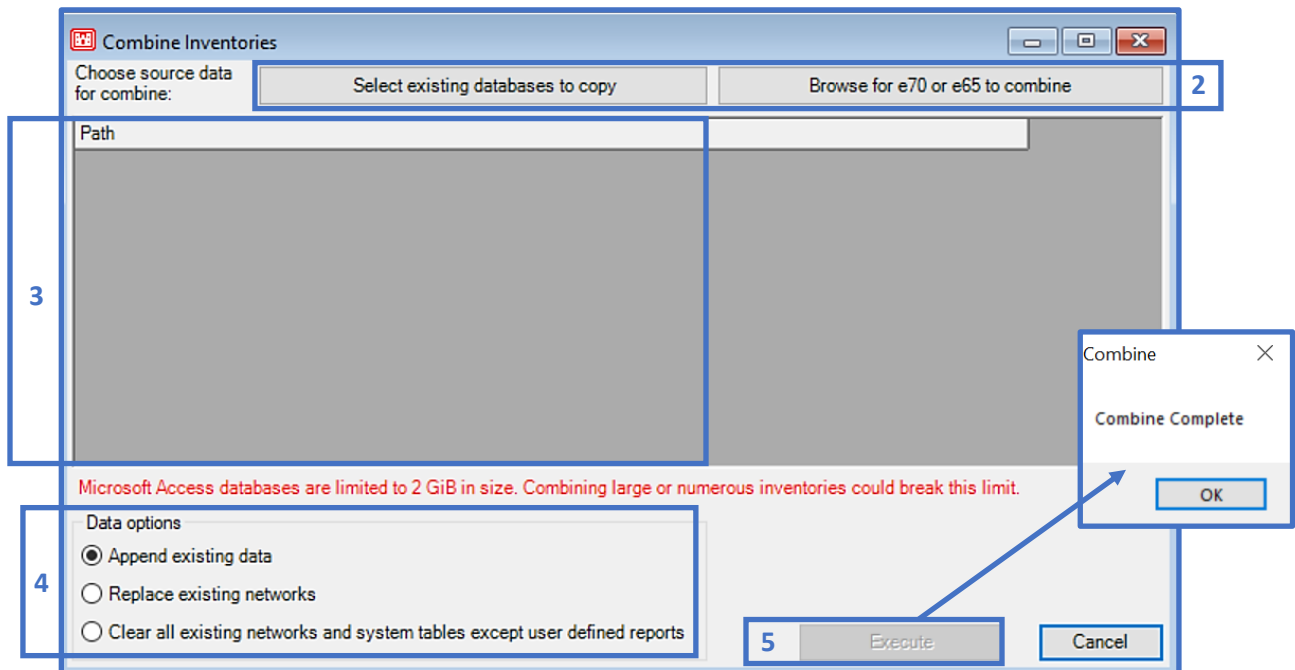 Combine Inventories
Choose source data
for combine:
Select existing databases to copy
Browse for e70 or e65 to combine
2
Path
3
Combine
Combine Complete
OK
Microsoft Access databases are limited to 2 GiB in size. Combining large or numerous inventories could break this limit.
Data options
Append existing data
Replace existing networks
Clear all existing networks and system tables except user defined reports
4
5
Execute
Cancel